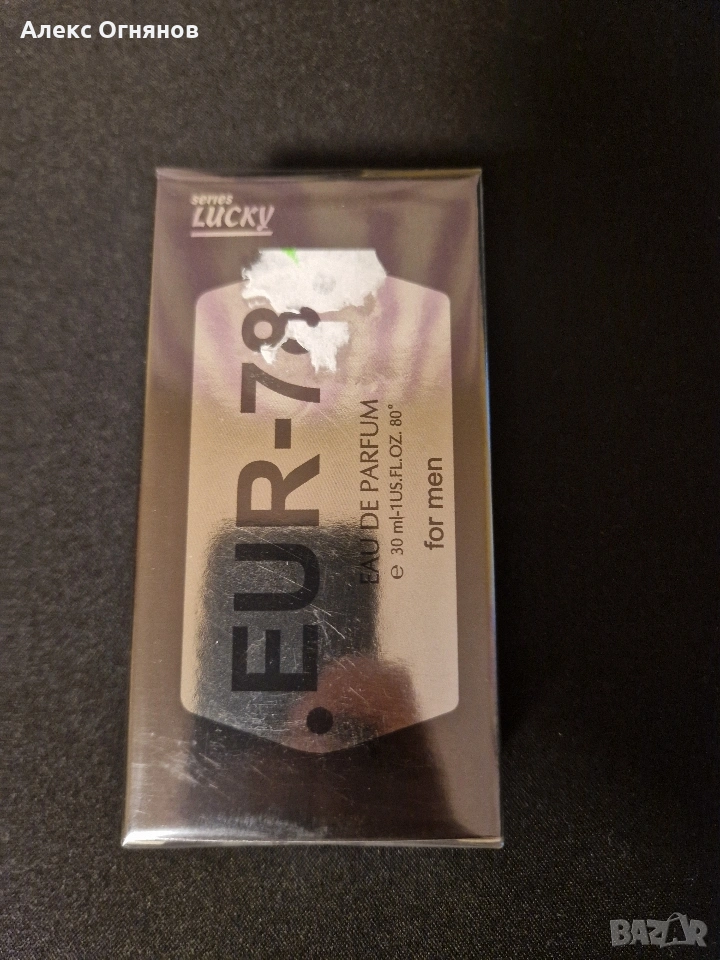 Алекс Огнянов
series
LUCKY
EUR-78
EAU DE PARFUM
e 30 ml-1US.FL.OZ. 80°
for men
BAZAR